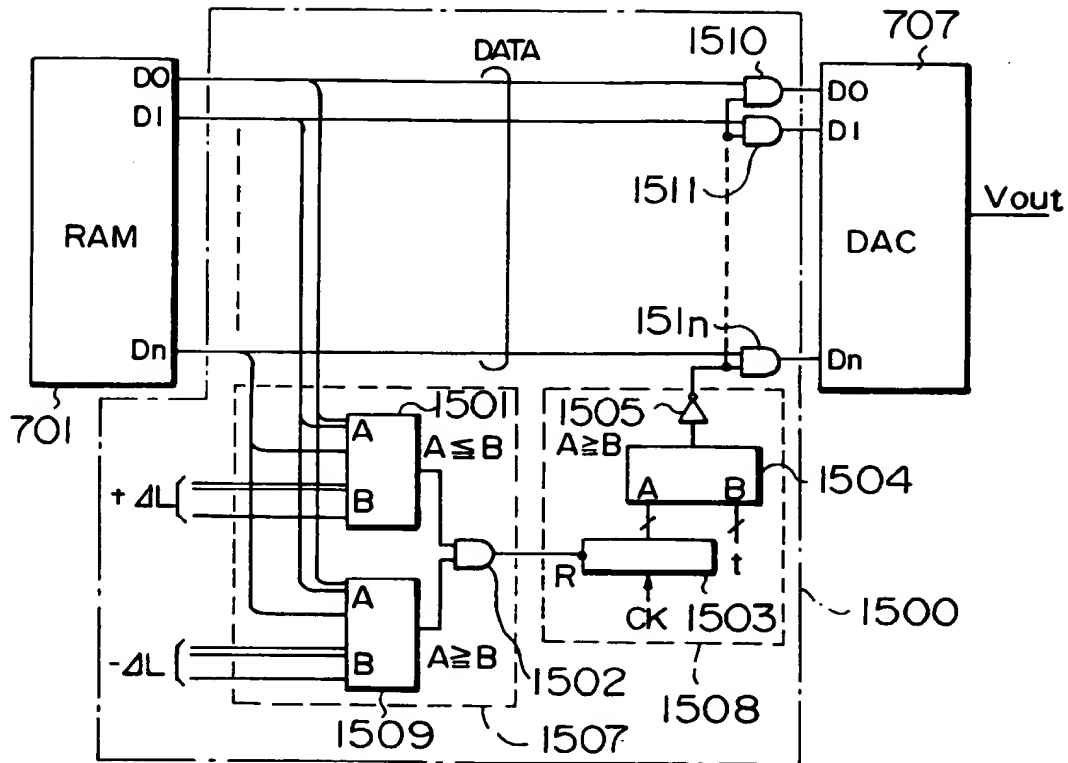 1510
707
DATA
D0
D0
D1
D1
1511
Vout
RAM
DAC
151n
Dn
Dn
701
1501
1505
A
A≦B
A≧B
1504
+ΔL
B
A
B
R
t
1503
CK
1500
A
-ΔL
B
A≧B
1502
1508
1509
1507